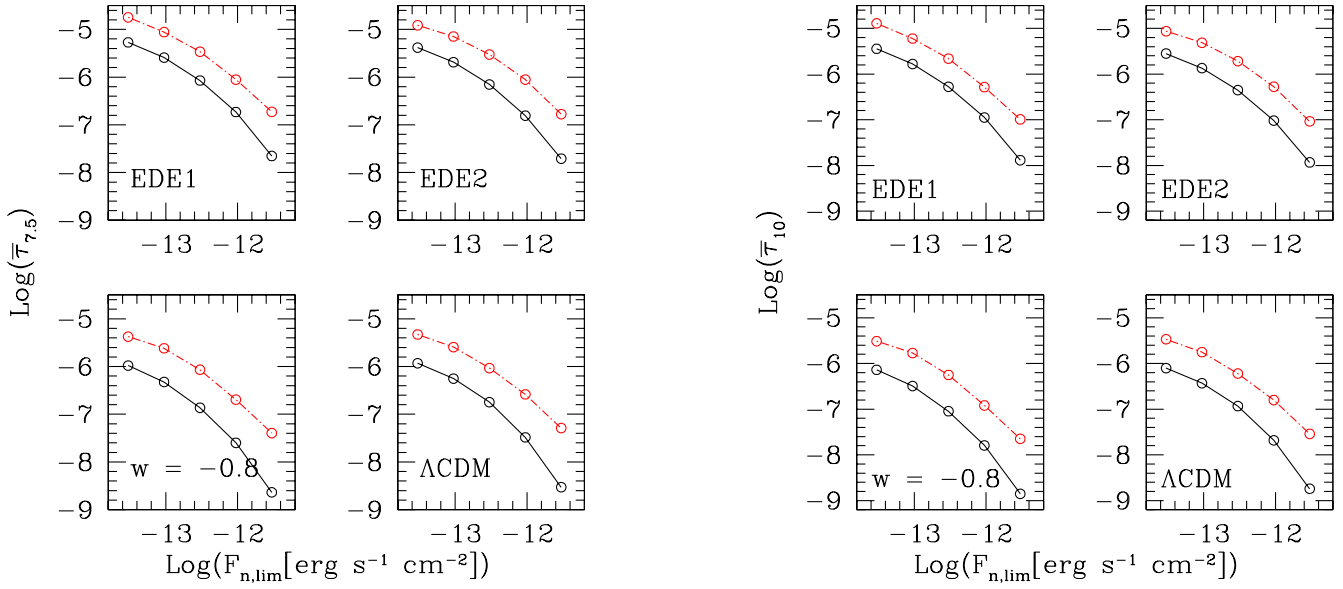 -5 -5 -5 -5
-6 -6 -6 -6
-7 -7 -7 -7
-8 EDE1 -8 EDE2 -8 EDE1 -8 EDE2
-9 -9 -9 -9
-13 -12 -13 -12 -13 -12 -13 -12
Log(τ̅₇.₅) Log(τ̅₁₀)
-5 -5 -5 -5
-6 -6 -6 -6
-7 -7 -7 -7
-8 w = -0.8 -8 ΛCDM -8 w = -0.8 -8 ΛCDM
-9 -9 -9 -9
-13 -12 -13 -12 -13 -12 -13 -12
Log(Fn,lim[erg s⁻¹ cm⁻²]) Log(Fn,lim[erg s⁻¹ cm⁻²])